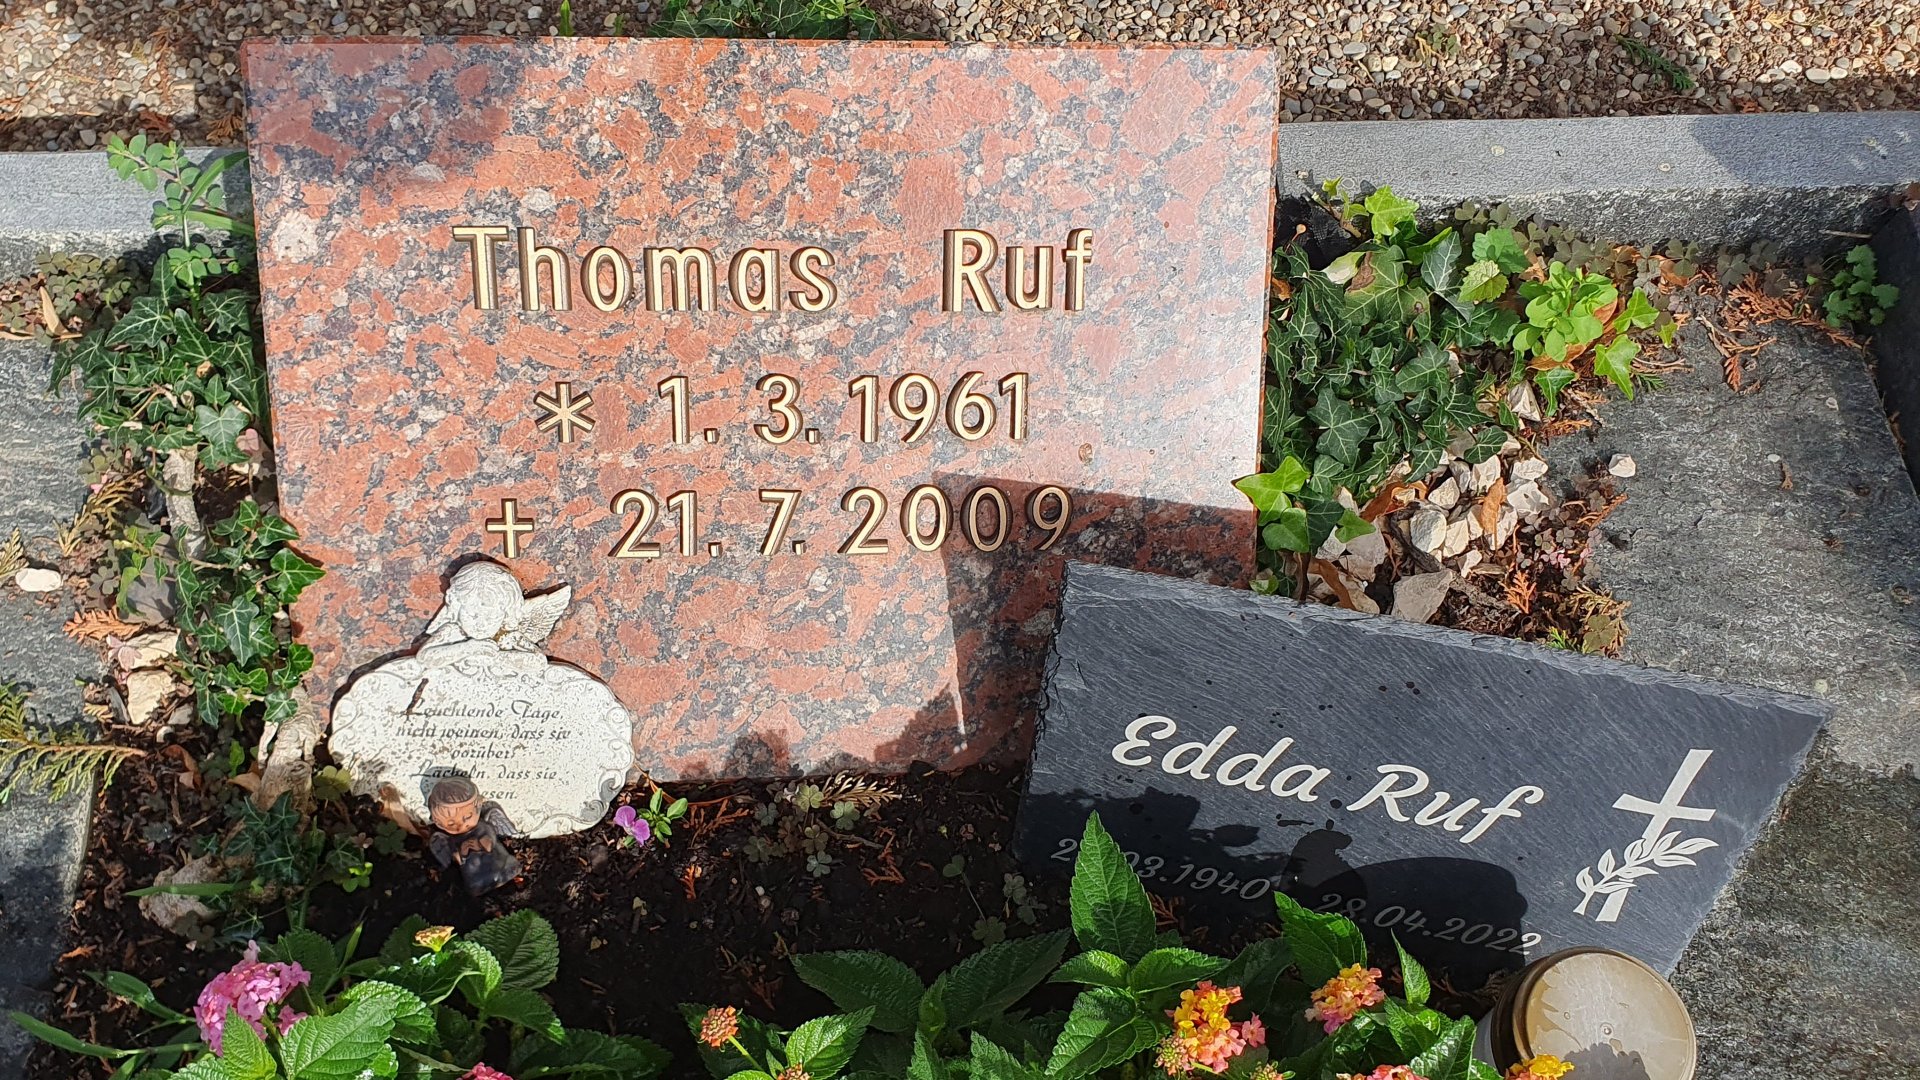 Thomas Ruf
* 1. 3. 1961
+ 21. 7. 2009
Leuchtende Tage,
nicht weinen, dass sie
vorüber!
Lächeln, dass sie
Edda Ruf
.03.1940 28.04.2022